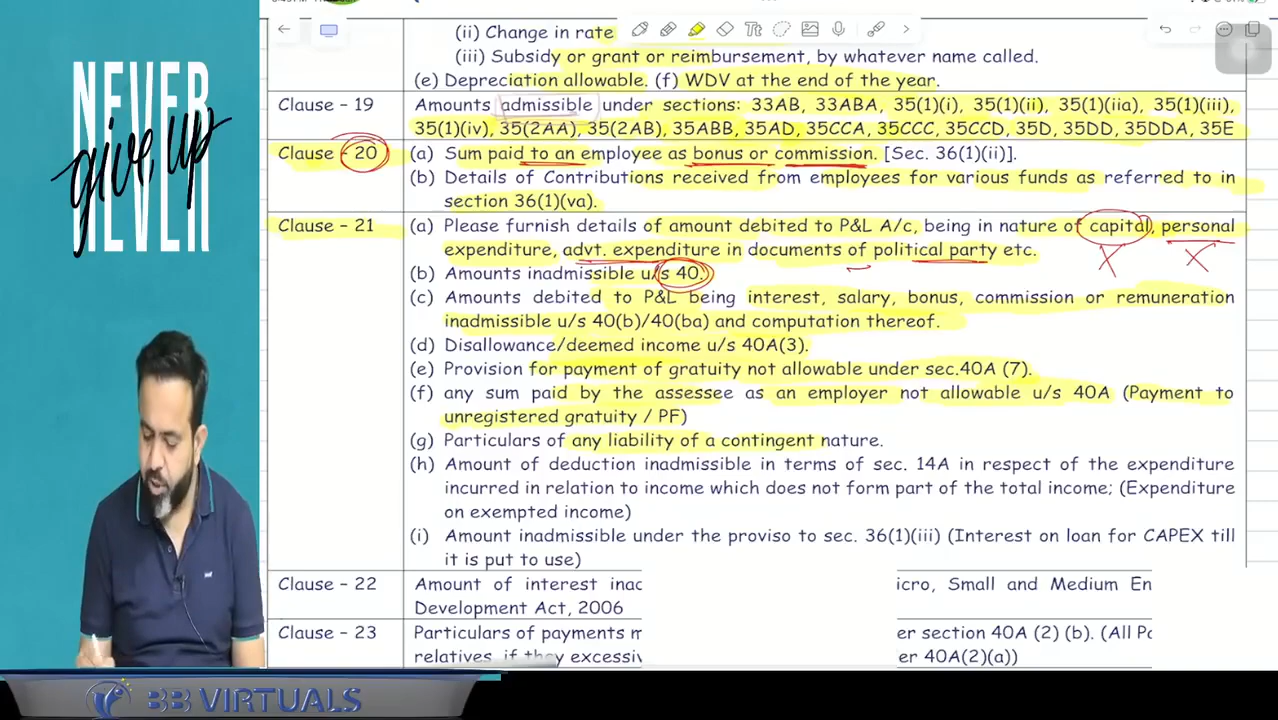 NEVER
give up
NEVER
Tt
(ii) Change in rate
(iii) Subsidy or grant or reimbursement, by whatever name called.
(e) Depreciation allowable. (f) WDV at the end of the year.
Clause - 19
Amounts admissible under sections: 33AB, 33ABA, 35(1)(i), 35(1)(ii), 35(1)(iia), 35(1)(iii),
35(1)(iv), 35(2AA), 35(2AB), 35ABB, 35AD, 35CCA, 35CCC, 35CCD, 35D, 35DD, 35DDA, 35E
Clause - 20
(a) Sum paid to an employee as bonus or commission. [Sec. 36(1)(ii)].
(b) Details of Contributions received from employees for various funds as referred to in
section 36(1)(va).
Clause - 21
(a) Please furnish details of amount debited to P&L A/c, being in nature of capital, personal
expenditure, advt. expenditure in documents of political party etc.
(b) Amounts inadmissible u/s 40.
(c) Amounts debited to P&L being interest, salary, bonus, commission or remuneration
inadmissible u/s 40(b)/40(ba) and computation thereof.
(d) Disallowance/deemed income u/s 40A(3).
(e) Provision for payment of gratuity not allowable under sec.40A (7).
(f) any sum paid by the assessee as an employer not allowable u/s 40A (Payment to
unregistered gratuity / PF)
(g) Particulars of any liability of a contingent nature.
(h) Amount of deduction inadmissible in terms of sec. 14A in respect of the expenditure
incurred in relation to income which does not form part of the total income; (Expenditure
on exempted income)
(i) Amount inadmissible under the proviso to sec. 36(1)(iii) (Interest on loan for CAPEX till
it is put to use)
Clause - 22
Amount of interest inad icro, Small and Medium En
Development Act, 2006
Clause - 23
Particulars of payments m er section 40A (2) (b). (All Pa
relatives, if they excessiv er 40A(2)(a))
BB VIRTUALS